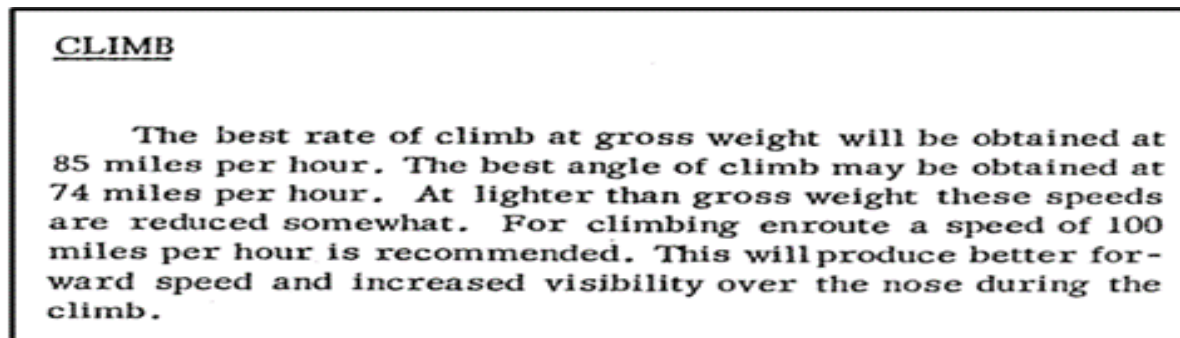 CLIMB
The best rate of climb at gross weight will be obtained at
85 miles per hour. The best angle of climb may be obtained at
74 miles per hour. At lighter than gross weight these speeds
are reduced somewhat. For climbing enroute a speed of 100
miles per hour is recommended. This will produce better for-
ward speed and increased visibility over the nose during the
climb.